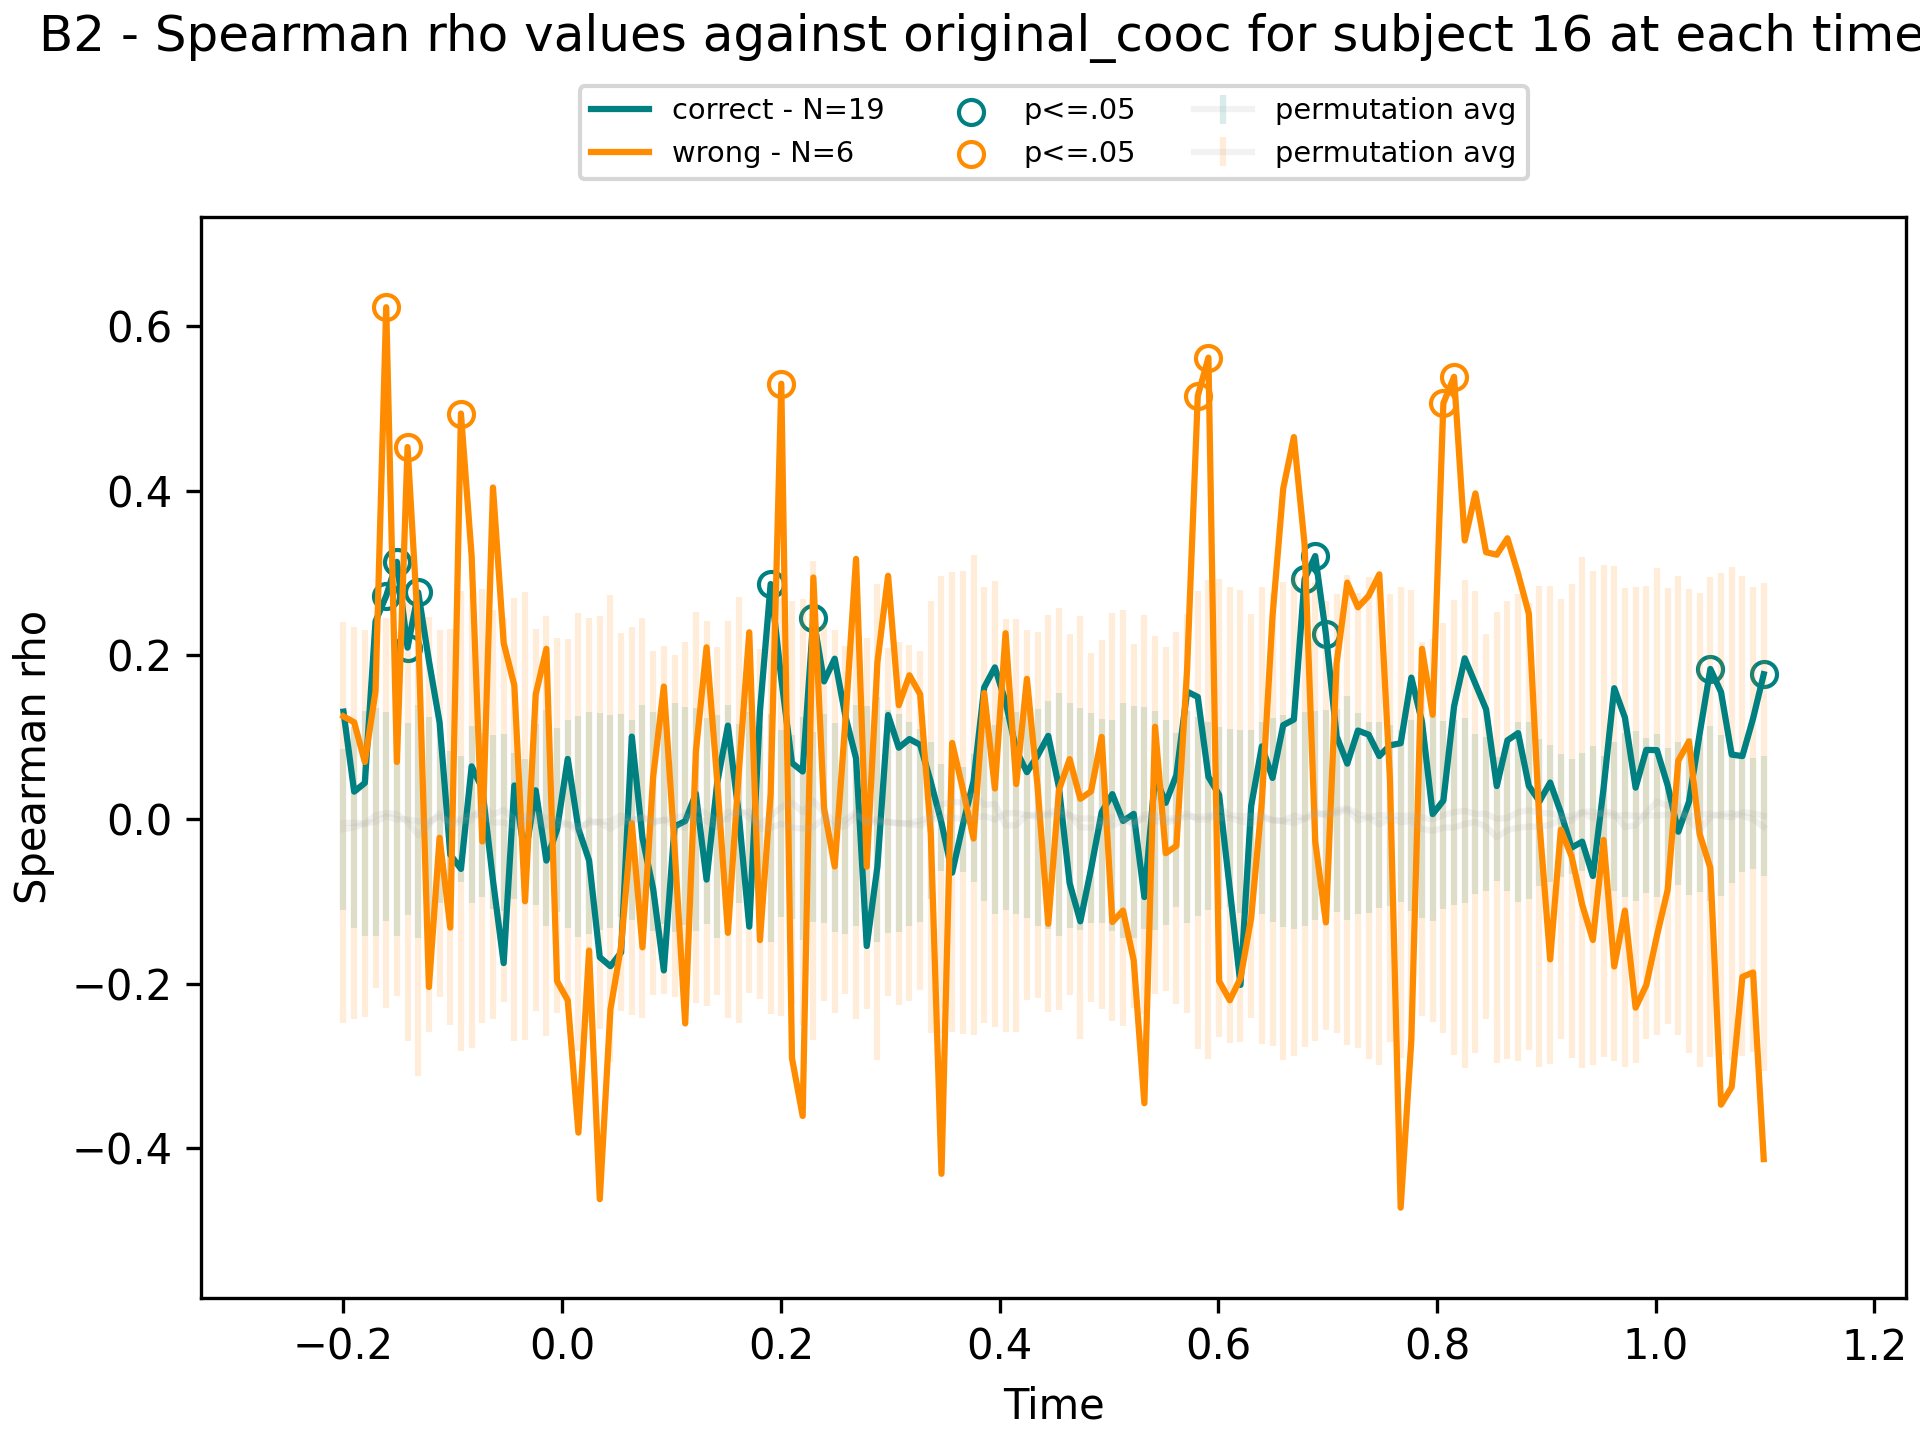 B2 - Spearman rho values against original_cooc for subject 16 at each time
correct - N=19
wrong - N=6
p<=.05
p<=.05
permutation avg
permutation avg
Spearman rho
0.6
0.4
0.2
0.0
−0.2
−0.4
−0.2 0.0 0.2 0.4 0.6 0.8 1.0 1.2
Time